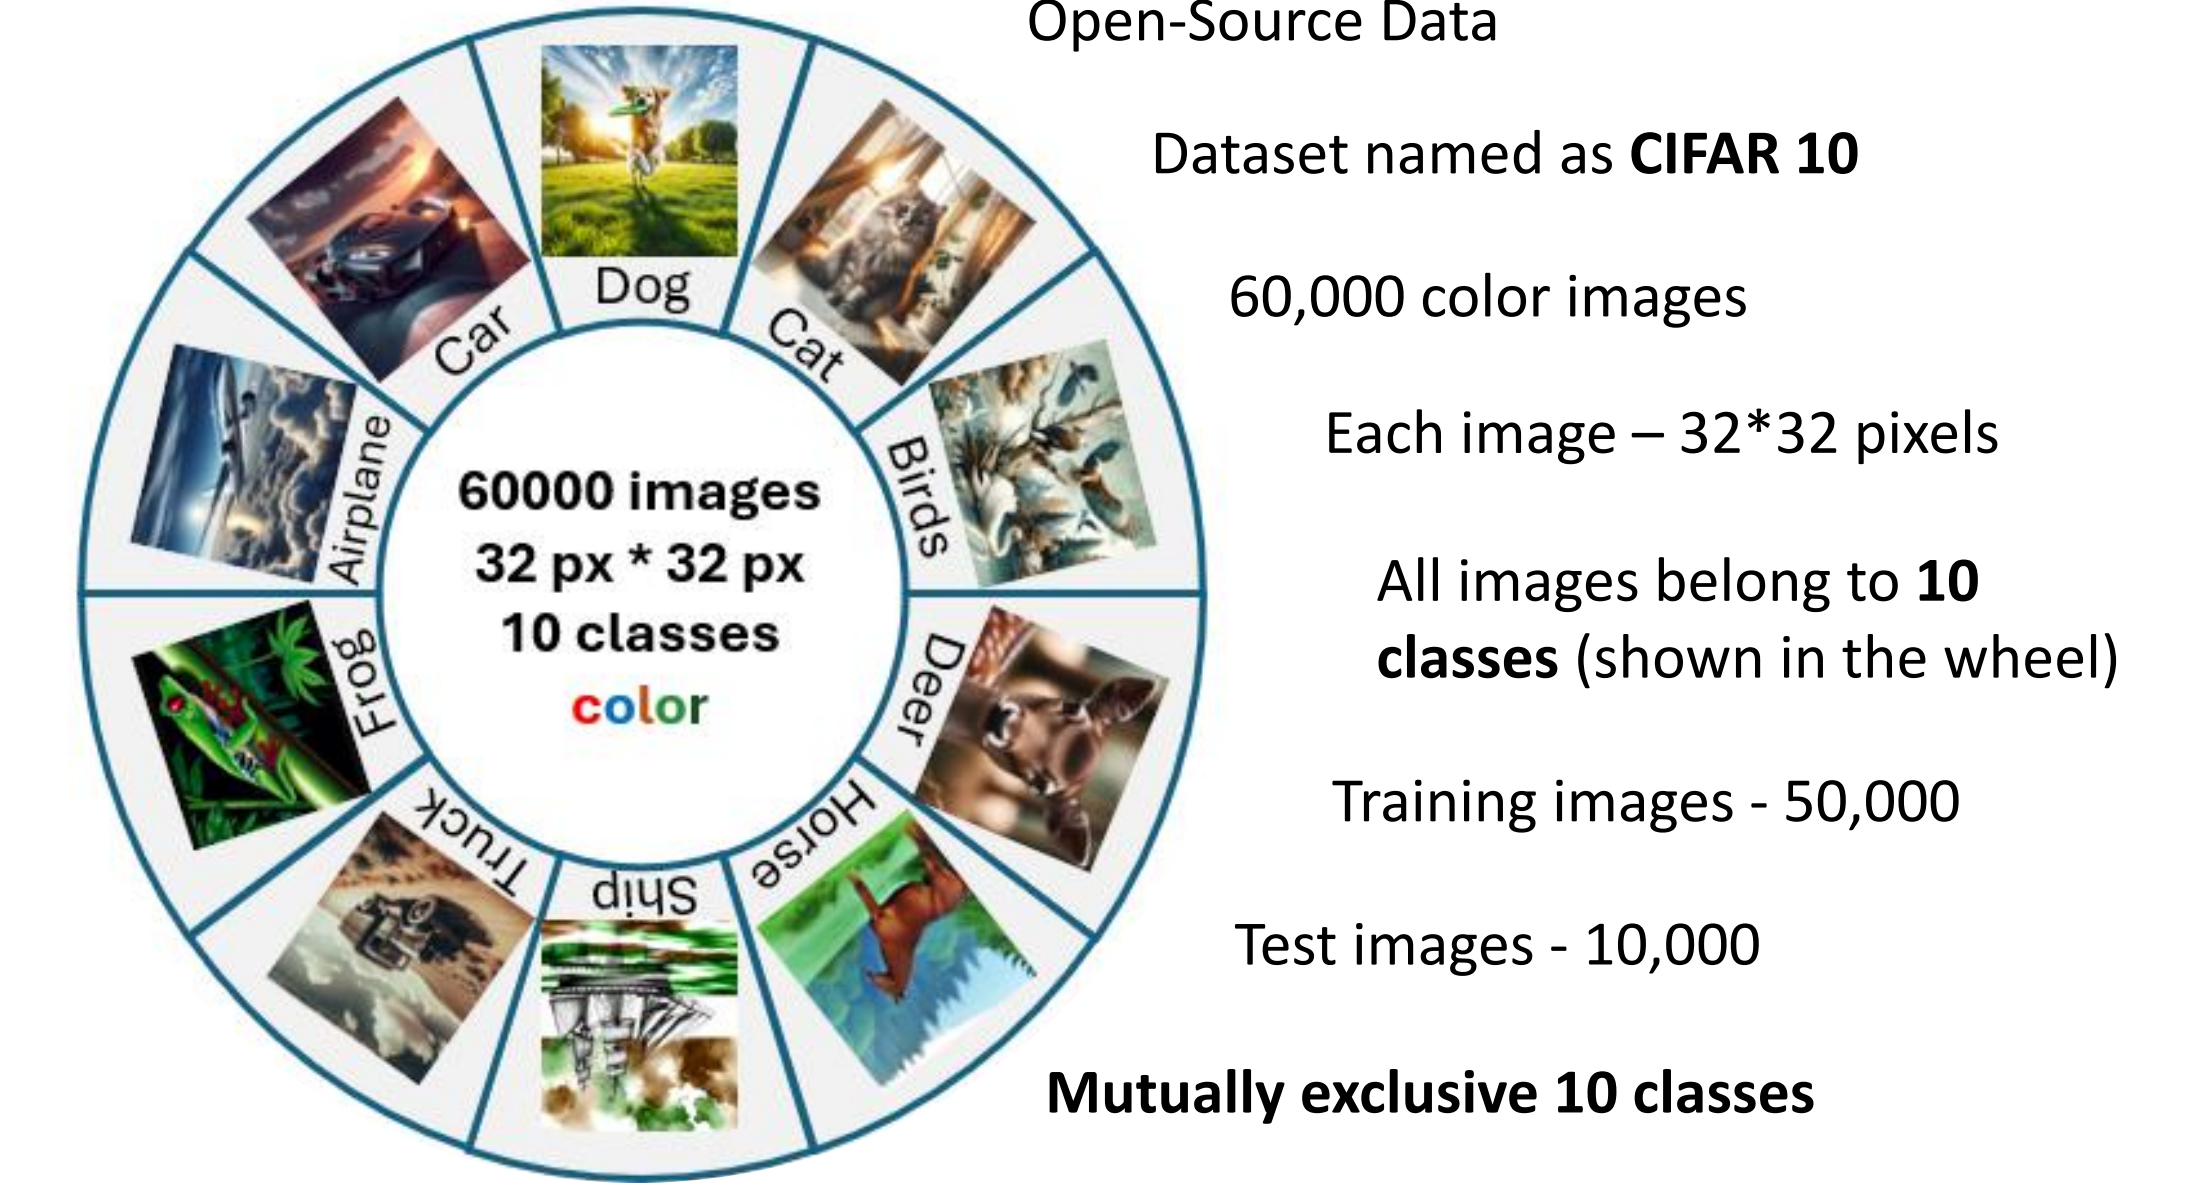 Open-Source Data
Dataset named as CIFAR 10
60,000 color images
Each image – 32*32 pixels
All images belong to 10
classes (shown in the wheel)
Training images - 50,000
Test images - 10,000
Mutually exclusive 10 classes
Dog
Cat
Birds
Deer
Horse
Ship
Truck
Frog
Airplane
Car
60000 images
32 px * 32 px
10 classes
color